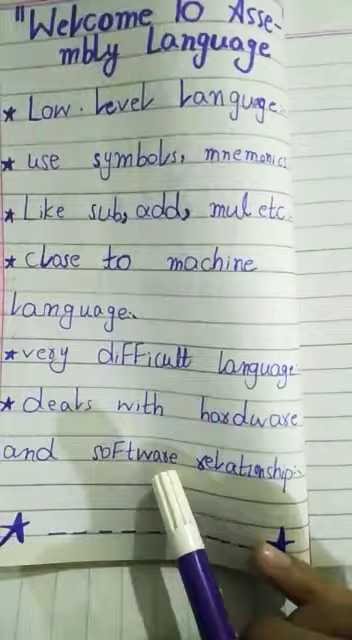 "Welcome To Asse-
mbly Language
★ Low. Level Language.
★ use symbols, mnemonics
★ Like sub, add, mul etc.
★ Close to machine
Language.
★ very difficult language
★ deals with hardware
and software relationship.